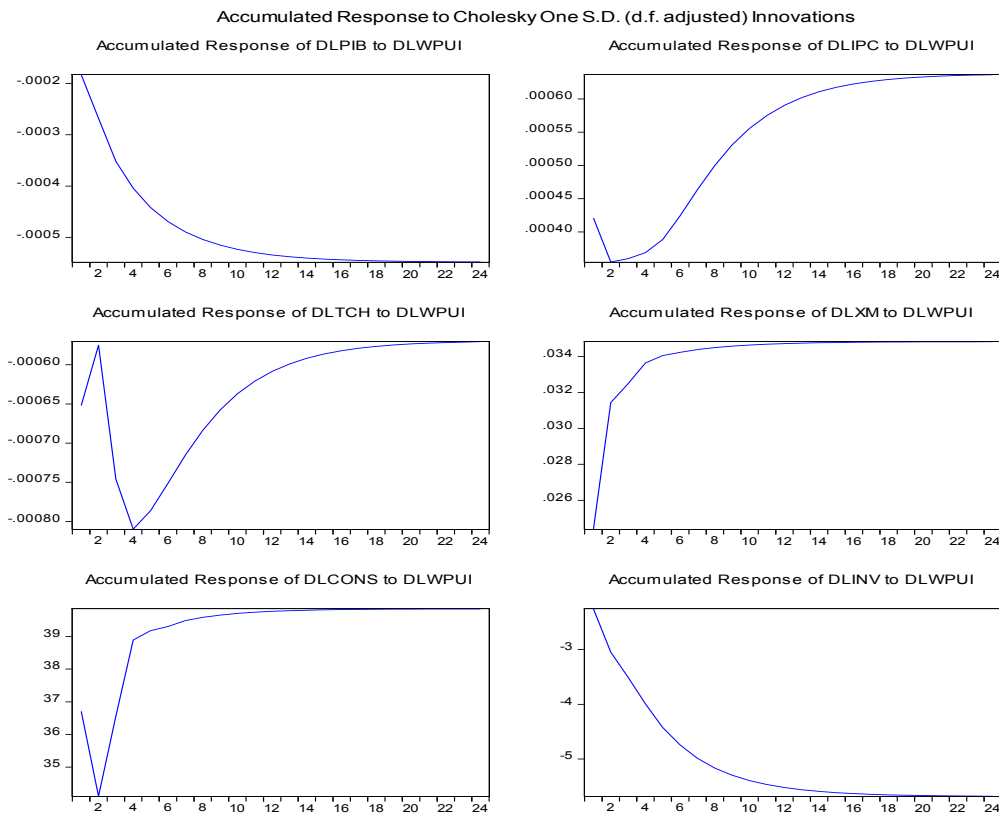 Accumulated Response to Cholesky One S.D. (d.f. adjusted) Innovations
Accumulated Response of DLPIB to DLWPUI
-.0002
-.0003
-.0004
-.0005
2 4 6 8 10 12 14 16 18 20 22 24
Accumulated Response of DLIPC to DLWPUI
.00060
.00055
.00050
.00045
.00040
2 4 6 8 10 12 14 16 18 20 22 24
Accumulated Response of DLTCH to DLWPUI
-.00060
-.00065
-.00070
-.00075
-.00080
2 4 6 8 10 12 14 16 18 20 22 24
Accumulated Response of DLXM to DLWPUI
.034
.032
.030
.028
.026
2 4 6 8 10 12 14 16 18 20 22 24
Accumulated Response of DLCONS to DLWPUI
39
38
37
36
35
2 4 6 8 10 12 14 16 18 20 22 24
Accumulated Response of DLINV to DLWPUI
-3
-4
-5
2 4 6 8 10 12 14 16 18 20 22 24